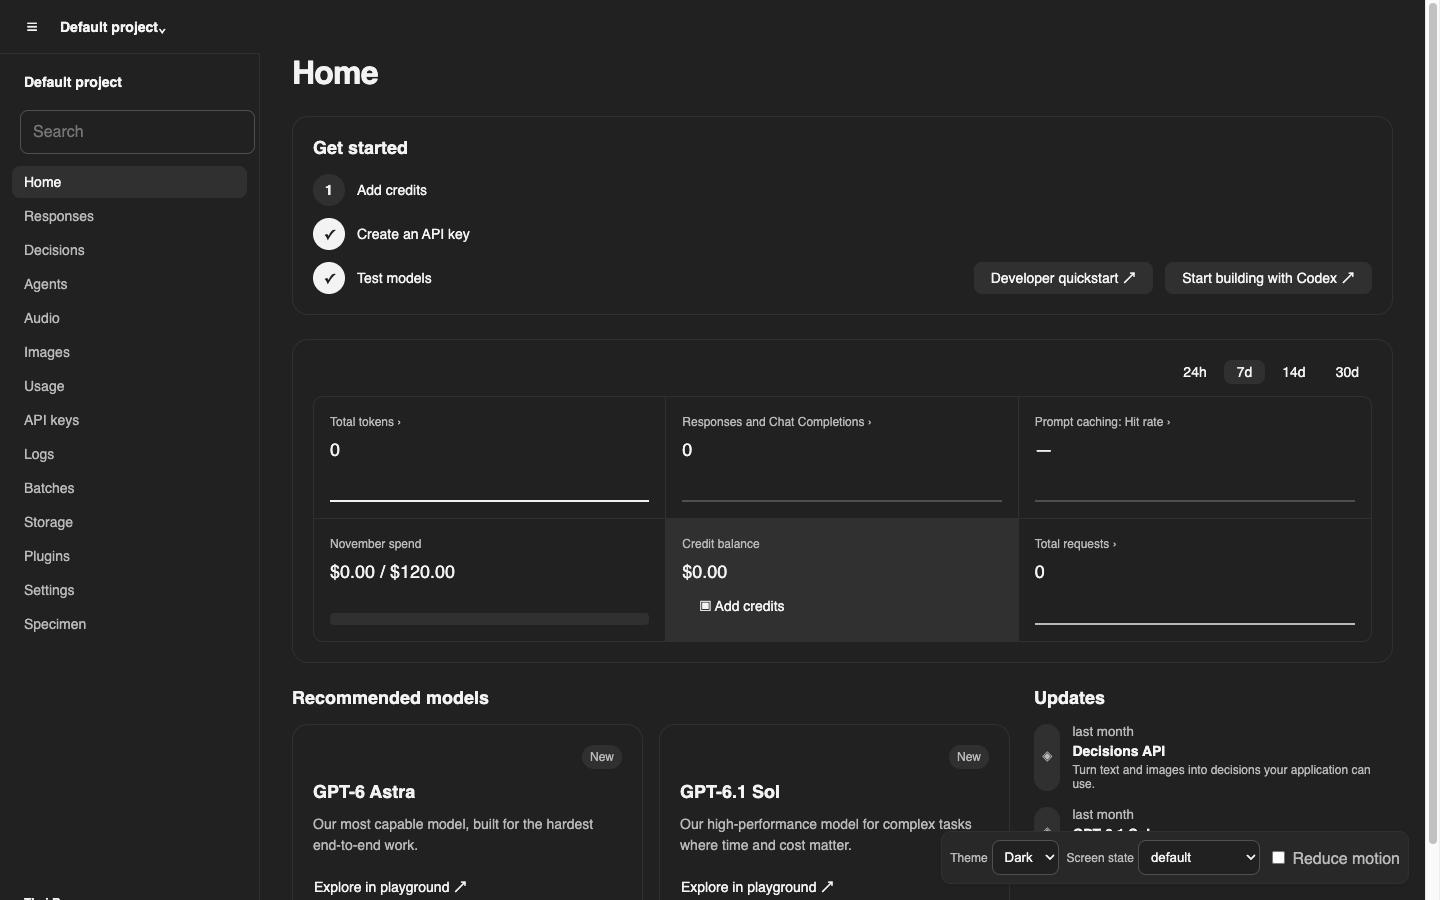 Default project
Default project
Search
Home
Responses
Decisions
Agents
Audio
Images
Usage
API keys
Logs
Batches
Storage
Plugins
Settings
Specimen
Home
Get started
1 Add credits
✓ Create an API key
✓ Test models
Developer quickstart ↗ Start building with Codex ↗
24h 7d 14d 30d
Total tokens ›
0
Responses and Chat Completions ›
0
Prompt caching: Hit rate ›
—
November spend
$0.00 / $120.00
Credit balance
$0.00
Add credits
Total requests ›
0
Recommended models
New
GPT-6 Astra
Our most capable model, built for the hardest
end-to-end work.
Explore in playground ↗
New
GPT-6.1 Sol
Our high-performance model for complex tasks
where time and cost matter.
Explore in playground ↗
Updates
last month
Decisions API
Turn text and images into decisions your application can
use.
last month
Theme Dark Screen state default Reduce motion